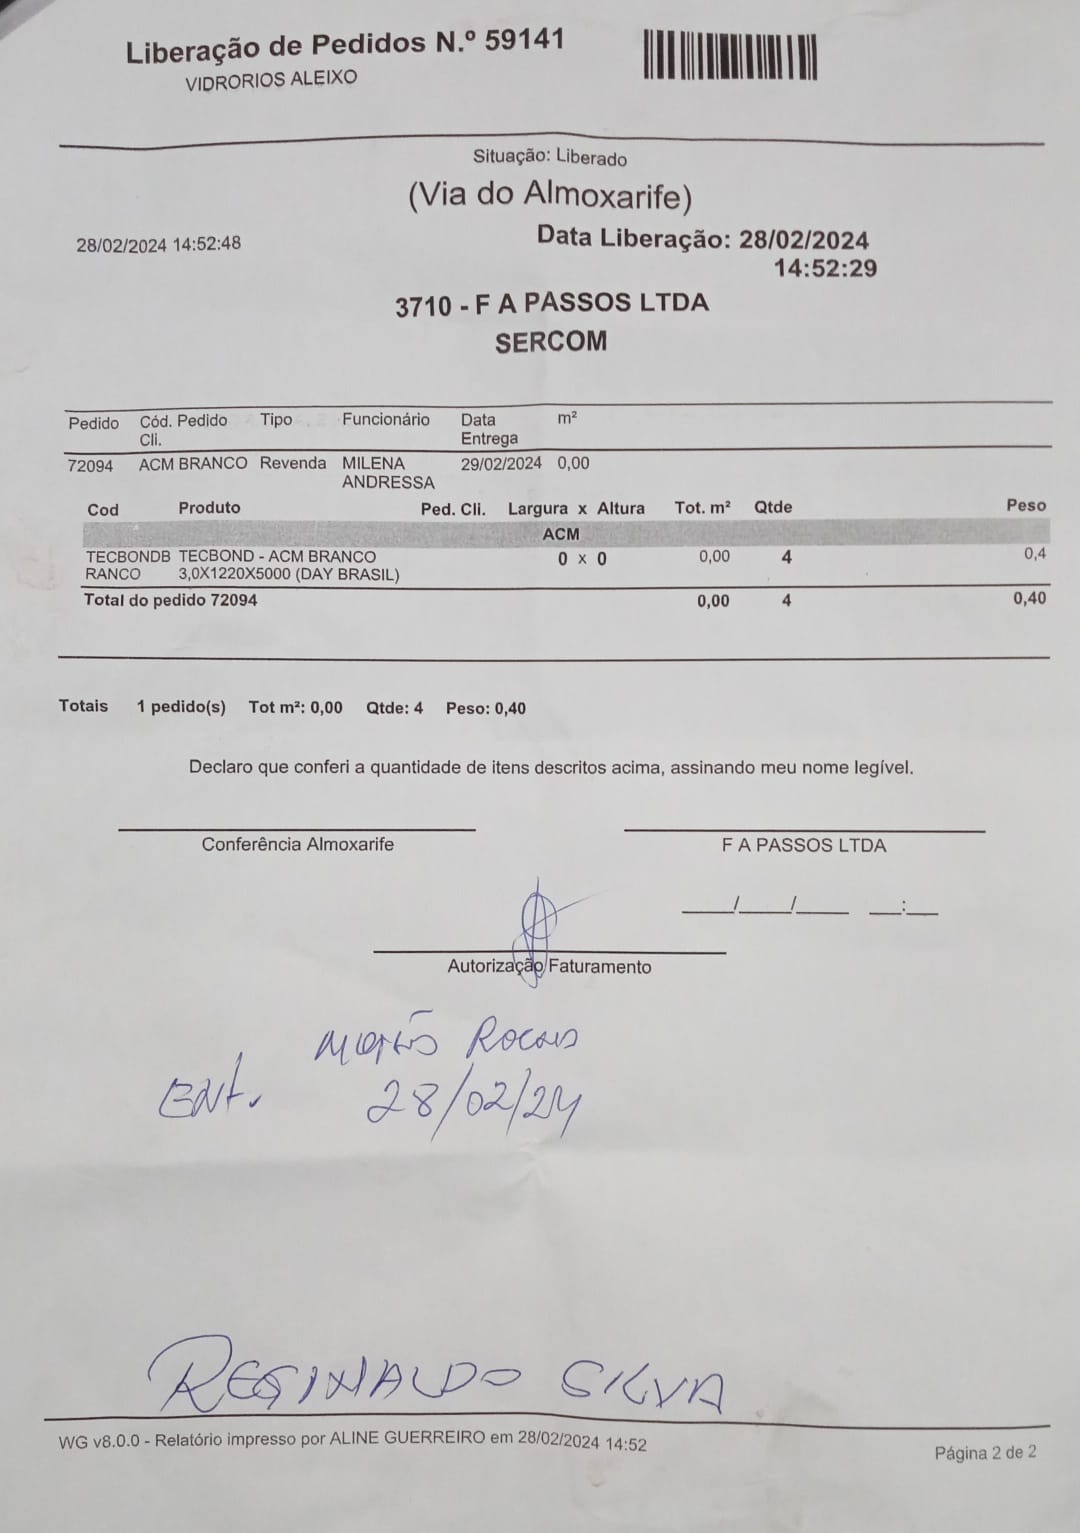 Liberação de Pedidos N.º 59141
VIDRORIOS ALEIXO
Situação: Liberado
(Via do Almoxarife)
28/02/2024 14:52:48
Data Liberação: 28/02/2024
14:52:29
3710 - F A PASSOS LTDA
SERCOM
Pedido Cód. Pedido Cli. Tipo Funcionário Data Entrega m²
72094 ACM BRANCO Revenda MILENA ANDRESSA 29/02/2024 0,00
Cod Produto Ped. Cli. Largura x Altura Tot. m² Qtde Peso
ACM
TECBONDB TECBOND - ACM BRANCO 0 x 0 0,00 4 0,4
RANCO 3,0X1220X5000 (DAY BRASIL)
Total do pedido 72094 0,00 4 0,40
Totais 1 pedido(s) Tot m²: 0,00 Qtde: 4 Peso: 0,40
Declaro que conferi a quantidade de itens descritos acima, assinando meu nome legível.
Conferência Almoxarife F A PASSOS LTDA
___/___/___ __:__
Autorização Faturamento
ENT. 28/02/24
REGINALDO SILVA
WG v8.0.0 - Relatório impresso por ALINE GUERREIRO em 28/02/2024 14:52
Página 2 de 2